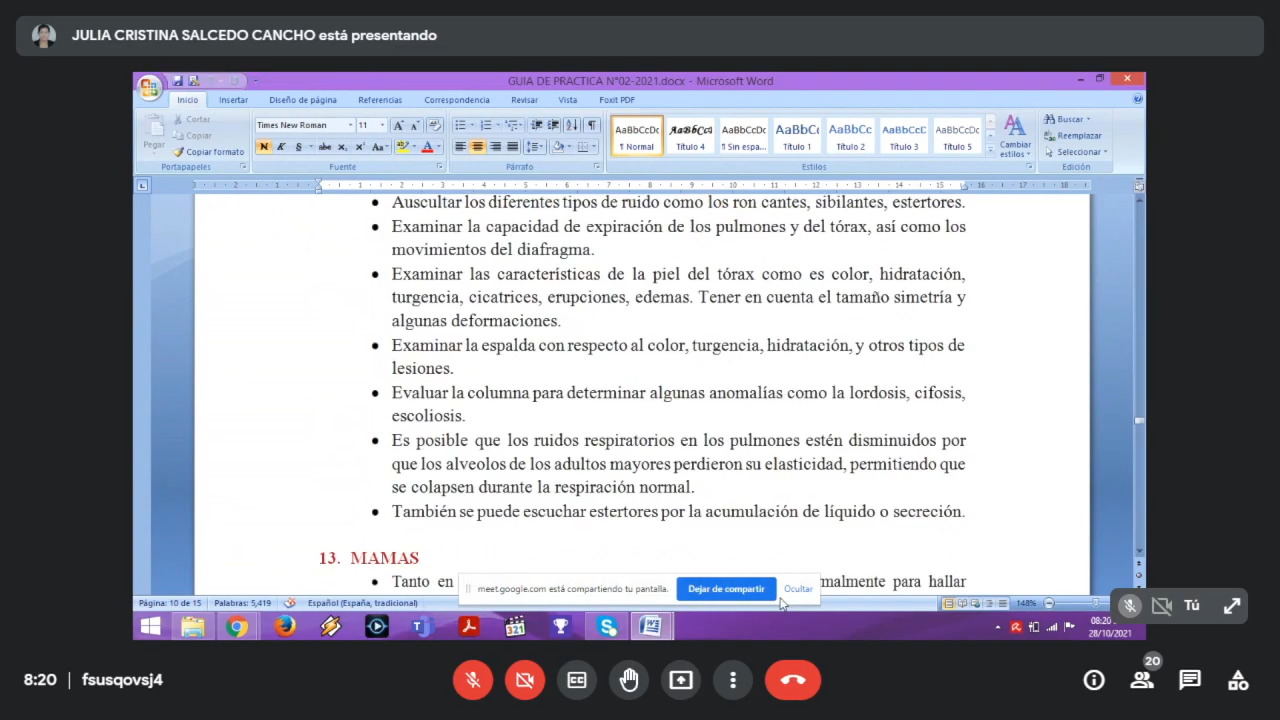 JULIA CRISTINA SALCEDO CANCHO está presentando
GUIA DE PRACTICA N°02-2021.docx - Microsoft Word
Inicio Insertar Diseño de página Referencias Correspondencia Revisar Vista Foxit PDF
Pegar
Cortar
Copiar
Copiar formato
Portapapeles
Times New Roman 11
Fuente
Párrafo
AaBbCcDc AaBbCcI AaBbCcDc AaBbCc AaBbCc AaBbCcD AaBbCcDc
¶ Normal Título 4 ¶ Sin espa... Título 1 Título 2 Título 3 Título 5
Cambiar estilos
Estilos
Buscar
Reemplazar
Seleccionar
Edición
Auscultar los diferentes tipos de ruido como los ron cantes, sibilantes, estertores.
Examinar la capacidad de expiración de los pulmones y del tórax, así como los
movimientos del diafragma.
Examinar las características de la piel del tórax como es color, hidratación,
turgencia, cicatrices, erupciones, edemas. Tener en cuenta el tamaño simetría y
algunas deformaciones.
Examinar la espalda con respecto al color, turgencia, hidratación, y otros tipos de
lesiones.
Evaluar la columna para determinar algunas anomalías como la lordosis, cifosis,
escoliosis.
Es posible que los ruidos respiratorios en los pulmones estén disminuidos por
que los alveolos de los adultos mayores perdieron su elasticidad, permitiendo que
se colapsen durante la respiración normal.
También se puede escuchar estertores por la acumulación de líquido o secreción.
13. MAMAS
Tanto en malmente para hallar
meet.google.com está compartiendo tu pantalla. Dejar de compartir Ocultar
Página: 10 de 15 Palabras: 5,419 Español (España, tradicional) 148%
Tú
08:20
28/10/2021
8:20 | fsusqovsj4
20